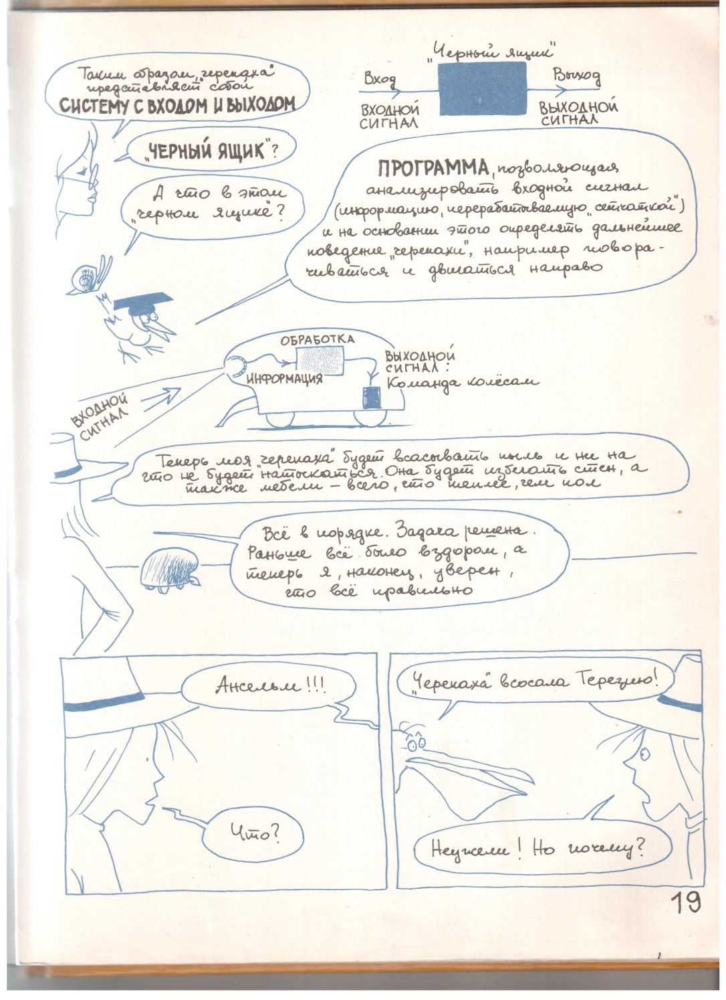 Таким образом, „черепаха"
представляет собой
СИСТЕМУ С ВХОДОМ И ВЫХОДОМ
„Черный ящик"
Вход
ВХОДНОЙ
СИГНАЛ
Выход
ВЫХОДНОЙ
СИГНАЛ
„ЧЕРНЫЙ ЯЩИК"?
А что в этом
„черном ящике"?
ПРОГРАММА, позволяющая
анализировать входной сигнал
(информацию, перерабатываемую „сетчаткой")
и на основании этого определять дальнейшее
поведение „черепахи", например повора-
чиваться и двигаться направо
ОБРАБОТКА
ИНФОРМАЦИЯ
ВЫХОДНОЙ
СИГНАЛ:
Команда колёсам
ВХОДНОЙ
СИГНАЛ
Теперь моя „черепаха" будет всасывать пыль и ни на
что не будет натыкаться. Она будет избегать стен, а
также мебели — всего, что теплее, чем пол
Всё в порядке. Задача решена.
Раньше всё было вздором, а
теперь я, наконец, уверен,
что всё правильно
Ансельм!!!
Что?
„Черепаха" всосала Терезию!
Неужели! Но почему?
19